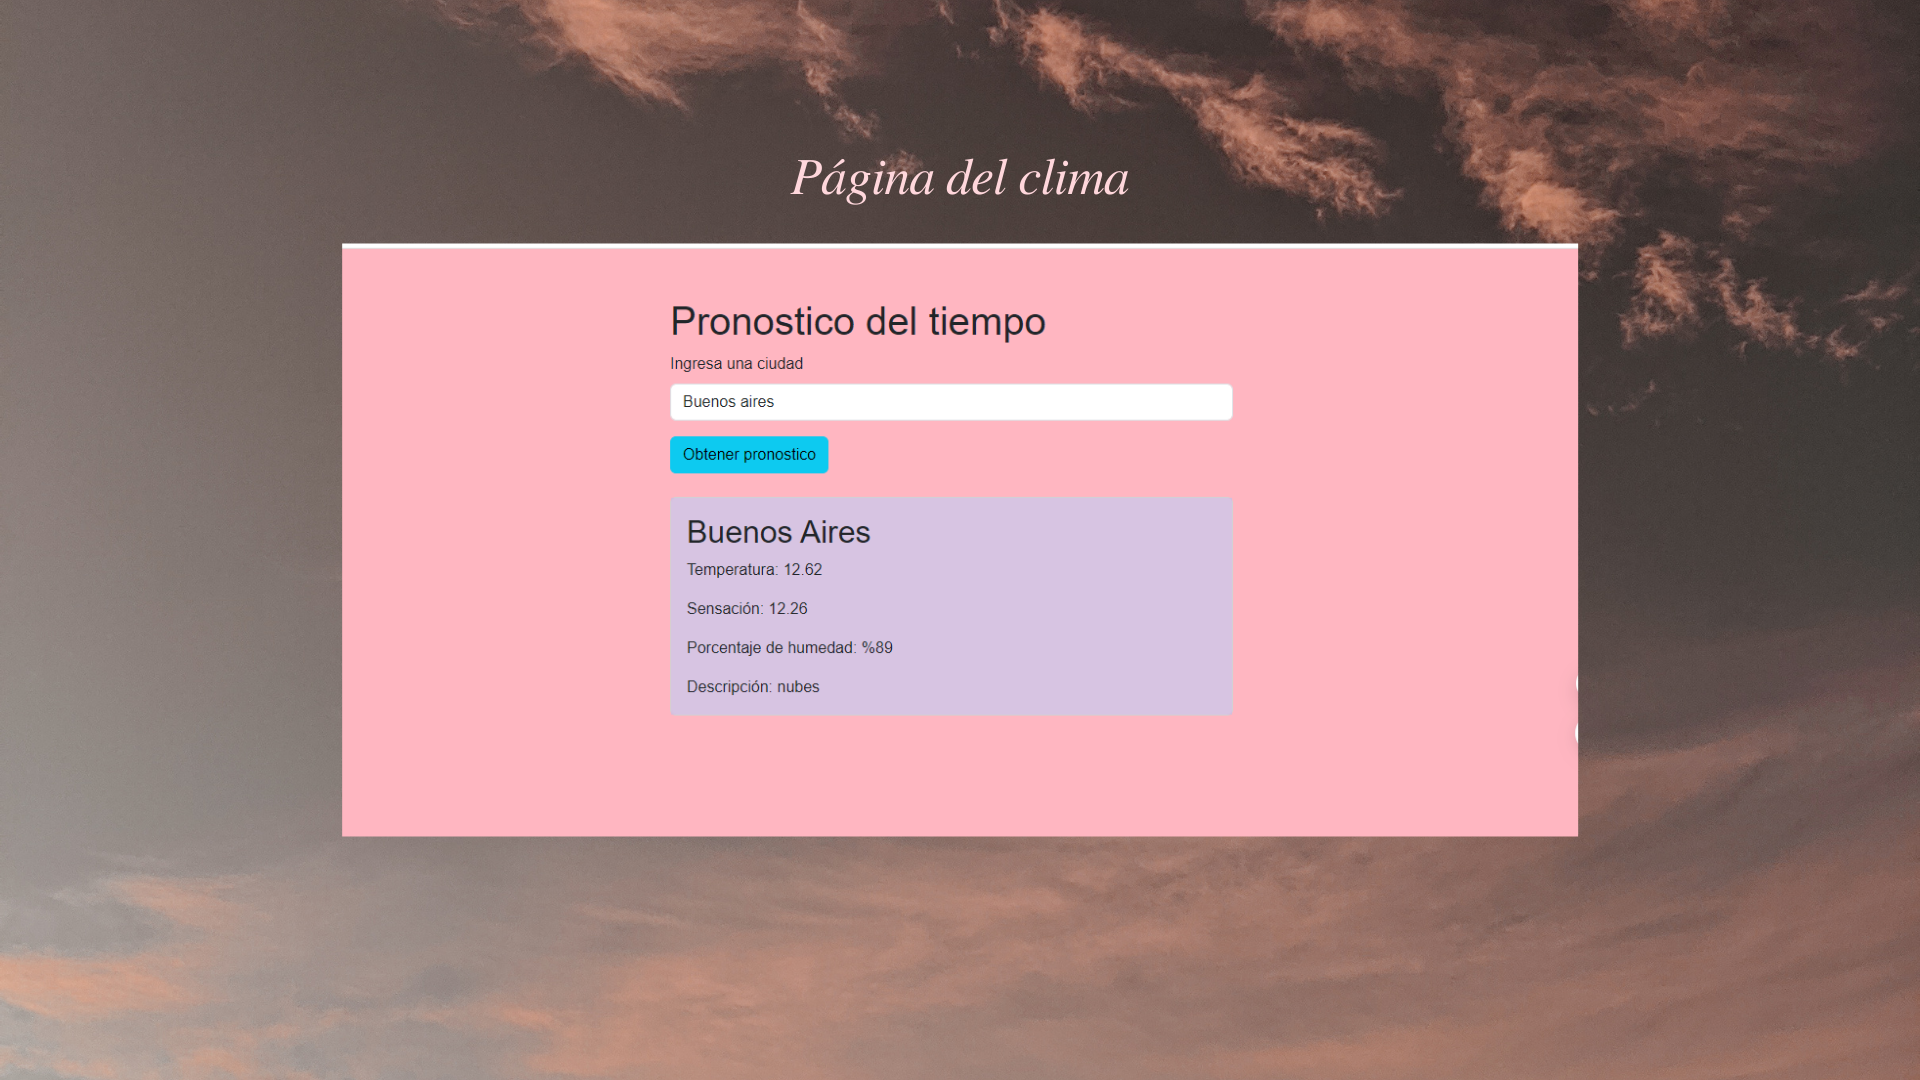 Página del clima
Pronostico del tiempo
Ingresa una ciudad
Buenos aires
Obtener pronostico
Buenos Aires
Temperatura: 12.62
Sensación: 12.26
Porcentaje de humedad: %89
Descripción: nubes